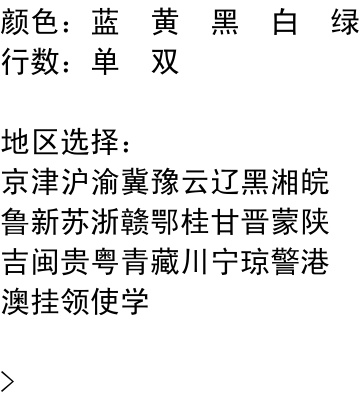 颜色：蓝 黄 黑 白 绿
行数：单 双
地区选择：
京津沪渝冀豫云辽黑湘皖
鲁新苏浙赣鄂桂甘晋蒙陕
吉闽贵粤青藏川宁琼警港
澳挂领使学
>